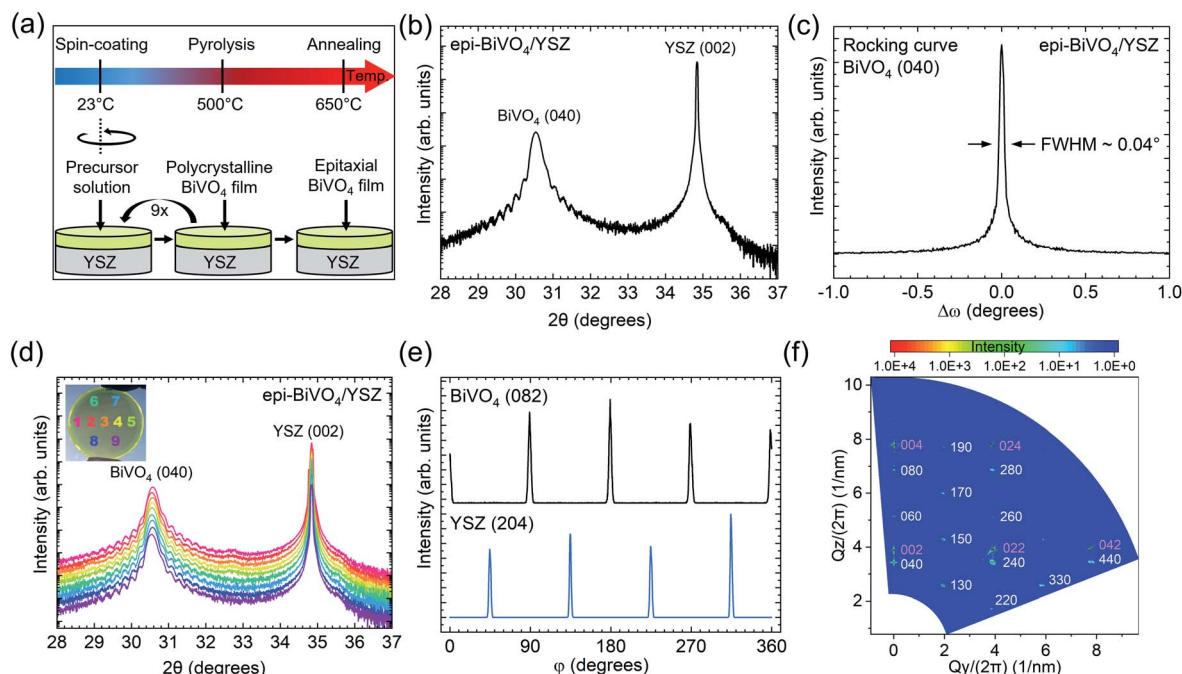 (a)
Spin-coating Pyrolysis Annealing
Temp
23°C 500°C 650°C
Precursor solution
Polycrystalline BiVO₄ film
Epitaxial BiVO₄ film
9x
YSZ YSZ YSZ
(b)
epi-BiVO₄/YSZ
YSZ (002)
BiVO₄ (040)
Intensity (arb. units)
28 29 30 31 32 33 34 35 36 37
2θ (degrees)
(c)
Rocking curve epi-BiVO₄/YSZ
BiVO₄ (040)
FWHM ~ 0.04°
Intensity (arb. units)
-1.0 -0.5 0.0 0.5 1.0
Δω (degrees)
(d)
epi-BiVO₄/YSZ
6 7
1 2 3 4 5
8 9
YSZ (002)
BiVO₄ (040)
Intensity (arb. units)
28 29 30 31 32 33 34 35 36 37
2θ (degrees)
(e)
BiVO₄ (082)
YSZ (204)
Intensity (arb. units)
0 90 180 270 360
φ (degrees)
(f)
Intensity
1.0E+4 1.0E+3 1.0E+2 1.0E+1 1.0E+0
10
8
6
4
2
Qz/(2π) (1/nm)
004 190 024
080 280
170
060 260
150
002 022 042
040 240 440
130 330
220
0 2 4 6 8
Qy/(2π) (1/nm)